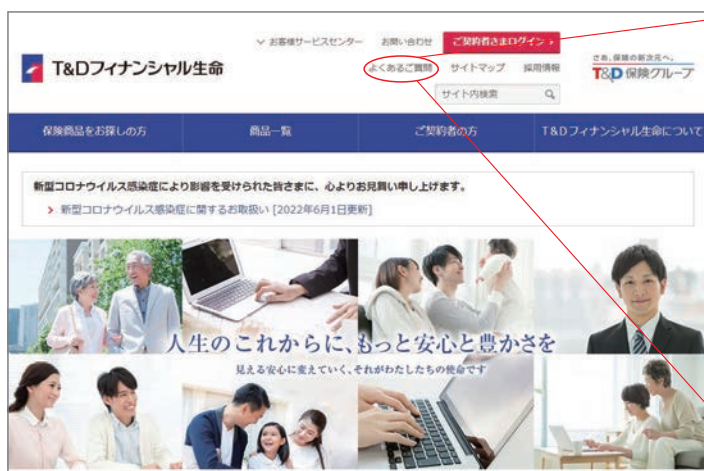 お客様サービスセンター お問い合わせ ご契約者さまログイン
T&Dフィナンシャル生命
よくあるご質問 サイトマップ 採用情報
さあ、保険の新次元へ。
T&D 保険グループ
サイト内検索
保険商品をお探しの方 商品一覧 ご契約者の方 T&Dフィナンシャル生命について
新型コロナウイルス感染症により影響を受けられた皆さまに、心よりお見舞い申し上げます。
新型コロナウイルス感染症に関するお取扱い [2022年6月1日更新]
人生のこれからに、もっと安心と豊かさを
見える安心に変えていく、それがわたしたちの使命です